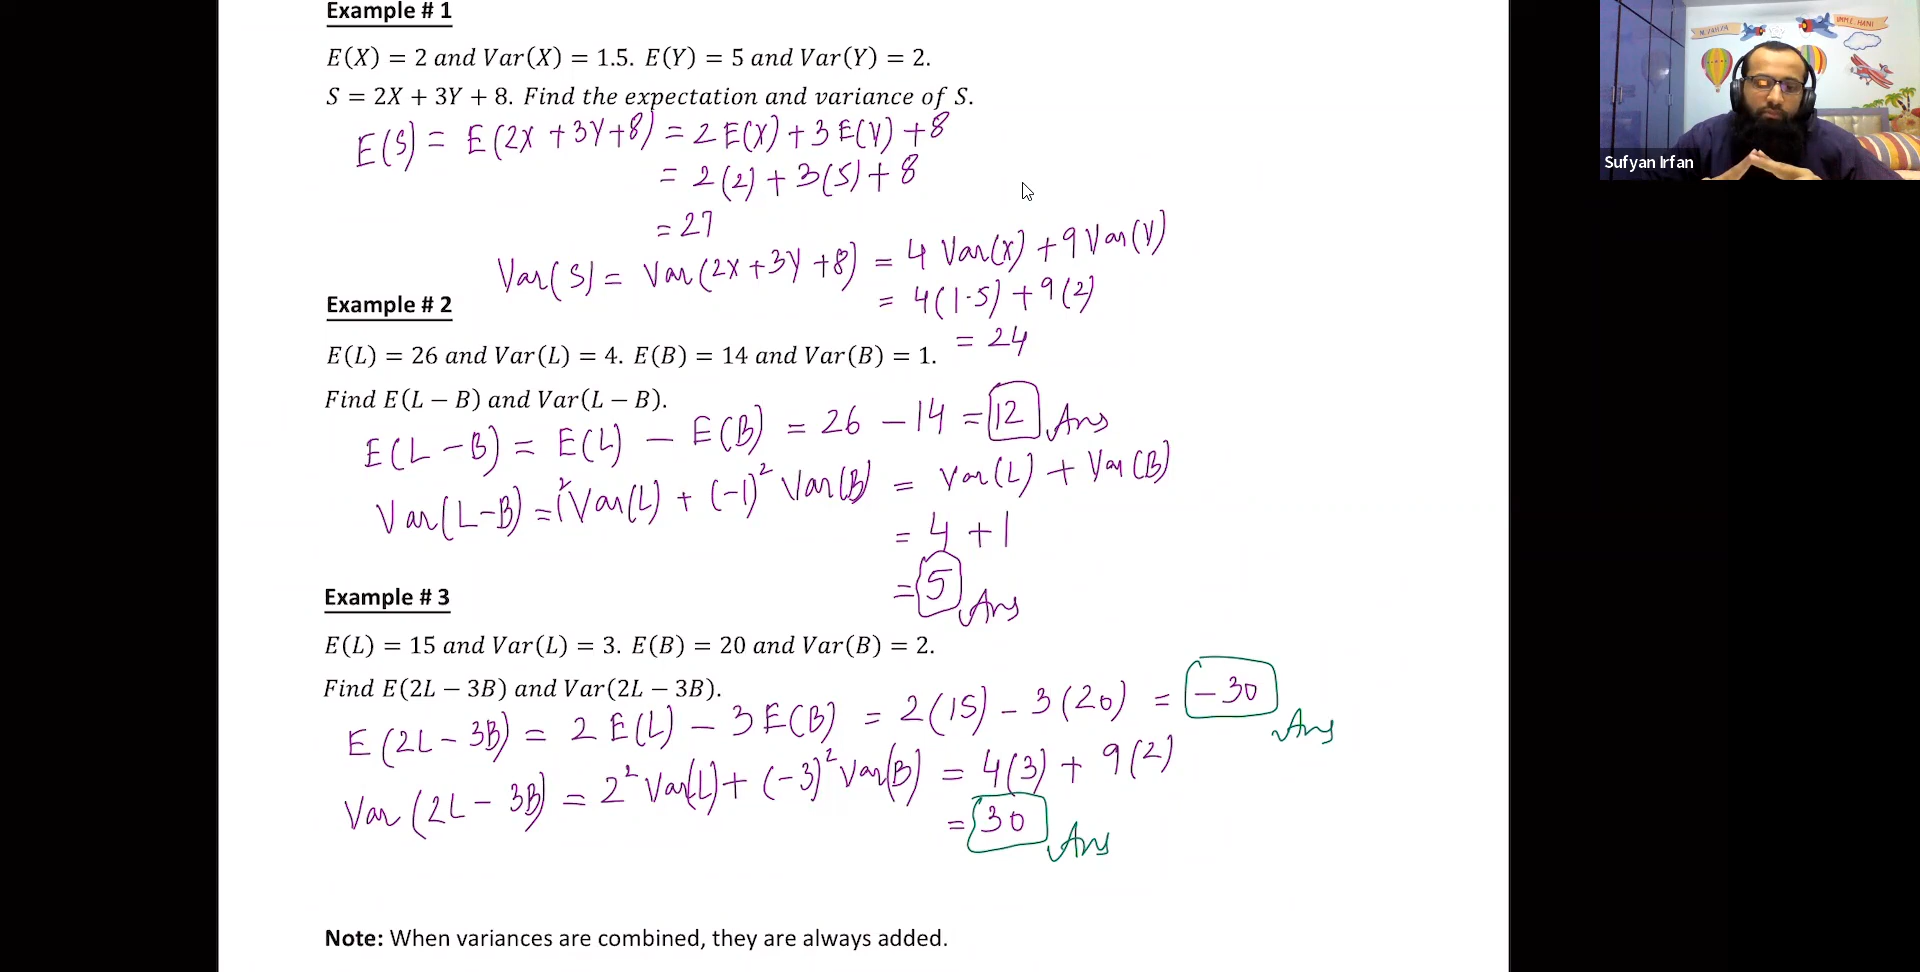 Example # 1
E(X) = 2 and Var(X) = 1.5. E(Y) = 5 and Var(Y) = 2.
S = 2X + 3Y + 8. Find the expectation and variance of S.
E(S) = E(2X + 3Y + 8) = 2 E(X) + 3 E(Y) + 8
= 2(2) + 3(5) + 8
= 27
Var(S) = Var(2X + 3Y + 8) = 4 Var(X) + 9 Var(Y)
= 4(1.5) + 9(2)
= 24
Example # 2
E(L) = 26 and Var(L) = 4. E(B) = 14 and Var(B) = 1.
Find E(L − B) and Var(L − B).
E(L − B) = E(L) − E(B) = 26 − 14 = 12 Ans
Var(L − B) = 1² Var(L) + (−1)² Var(B) = Var(L) + Var(B)
= 4 + 1
= 5 Ans
Example # 3
E(L) = 15 and Var(L) = 3. E(B) = 20 and Var(B) = 2.
Find E(2L − 3B) and Var(2L − 3B).
E(2L − 3B) = 2 E(L) − 3 E(B) = 2(15) − 3(20) = −30 Ans
Var(2L − 3B) = 2² Var(L) + (−3)² Var(B) = 4(3) + 9(2)
= 30 Ans
Note: When variances are combined, they are always added.
Sufyan Irfan